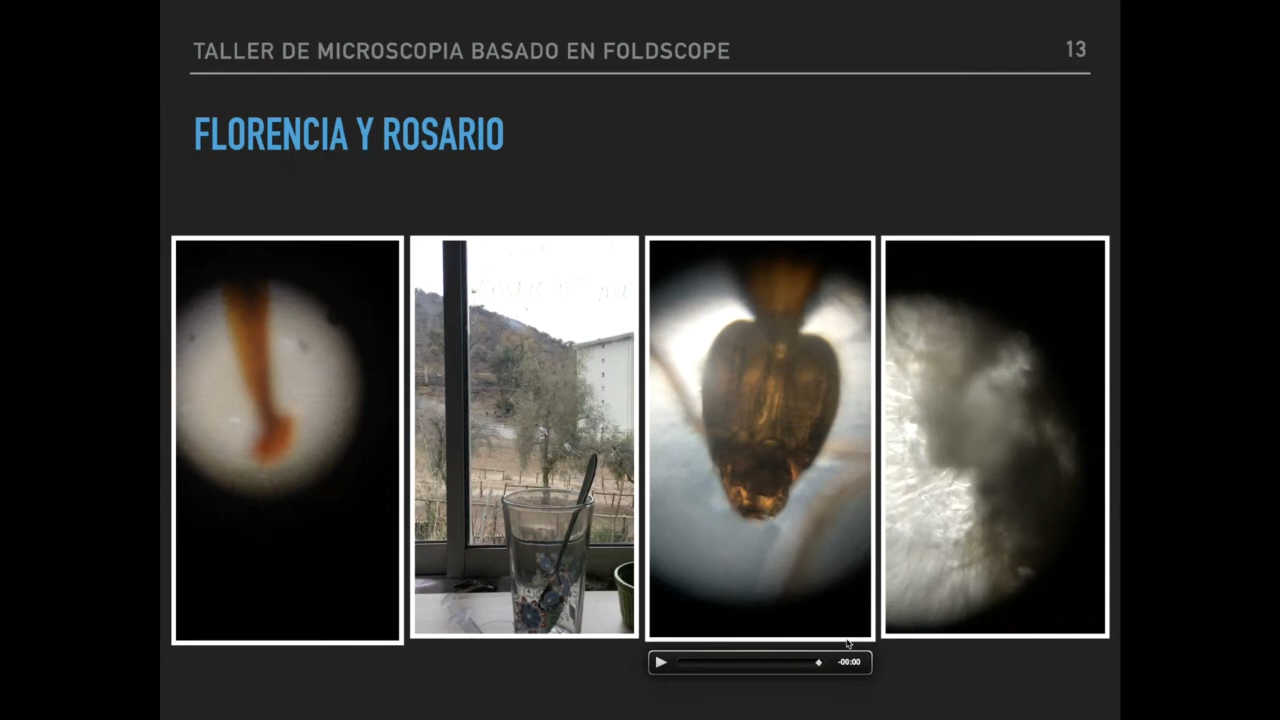 TALLER DE MICROSCOPIA BASADO EN FOLDSCOPE
13
FLORENCIA Y ROSARIO
-00:00